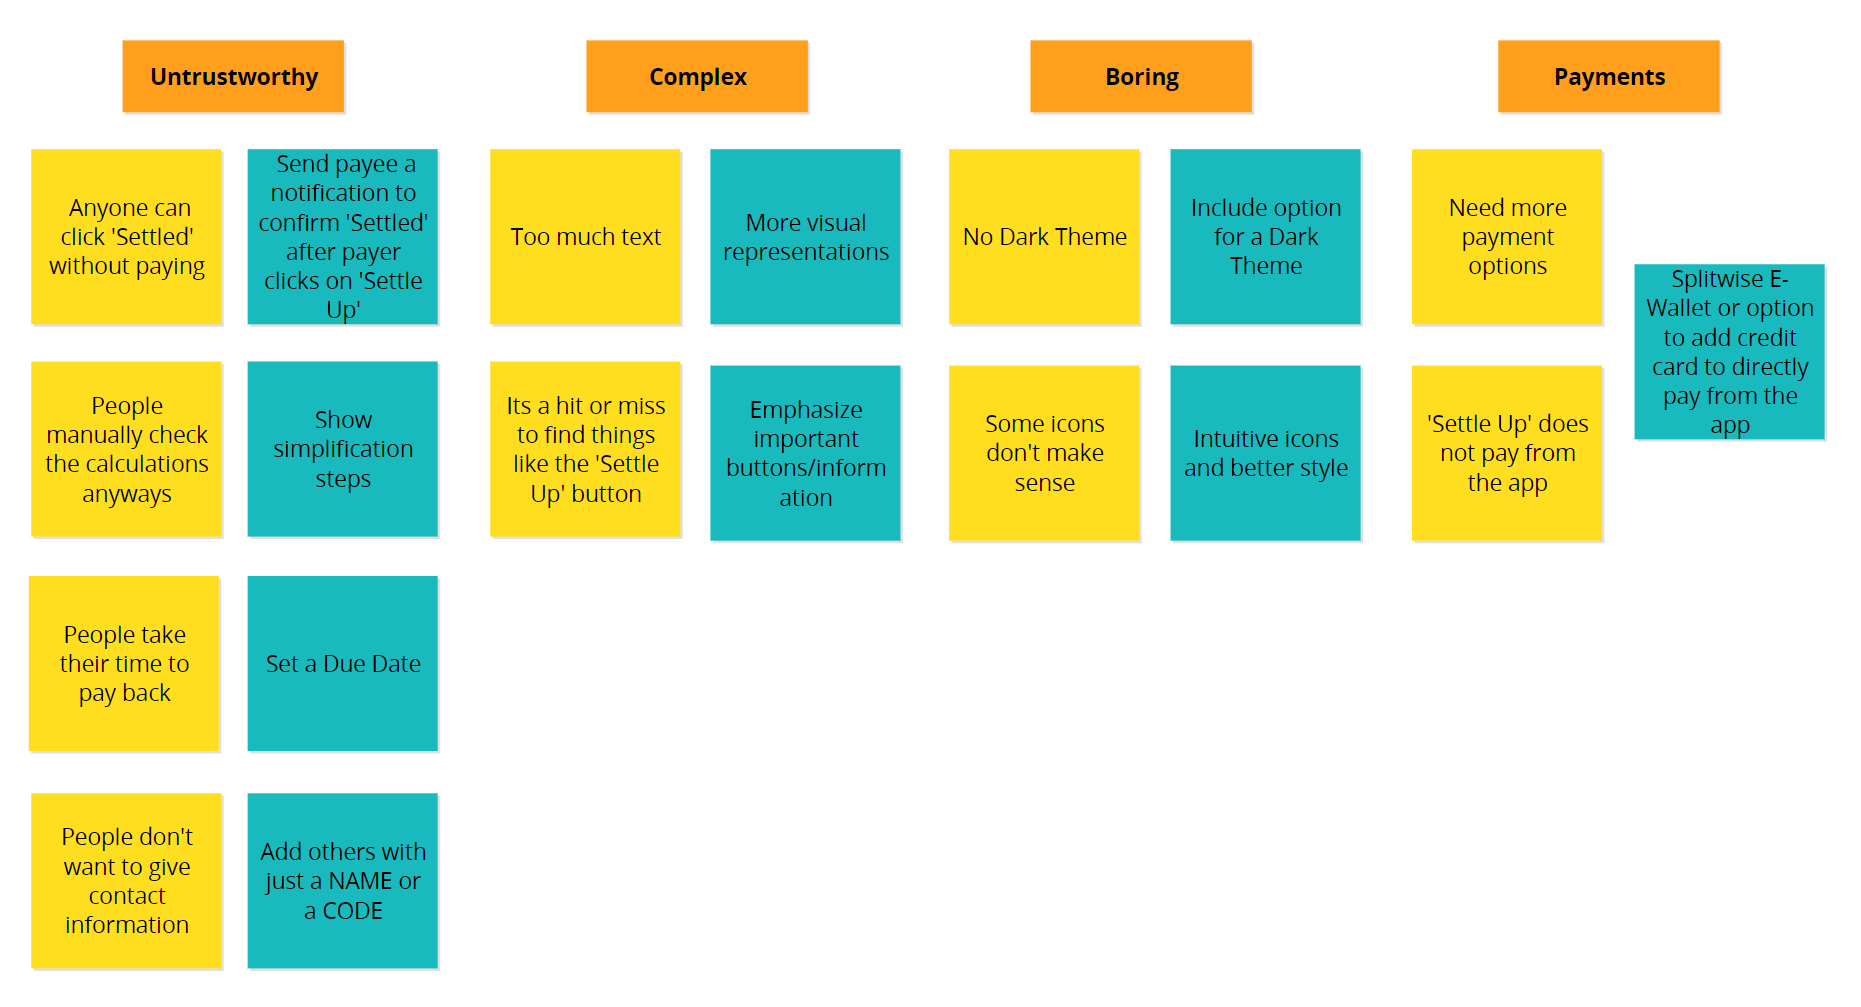 Untrustworthy
Complex
Boring
Payments
Anyone can
click 'Settled'
without paying
Send payee a
notification to
confirm 'Settled'
after payer
clicks on 'Settle
Up'
Too much text
More visual
representations
No Dark Theme
Include option
for a Dark
Theme
Need more
payment
options
Splitwise E-
Wallet or option
to add credit
card to directly
pay from the
app
People
manually check
the calculations
anyways
Show
simplification
steps
Its a hit or miss
to find things
like the 'Settle
Up' button
Emphasize
important
buttons/inform
ation
Some icons
don't make
sense
Intuitive icons
and better style
'Settle Up' does
not pay from
the app
People take
their time to
pay back
Set a Due Date
People don't
want to give
contact
information
Add others with
just a NAME or
a CODE